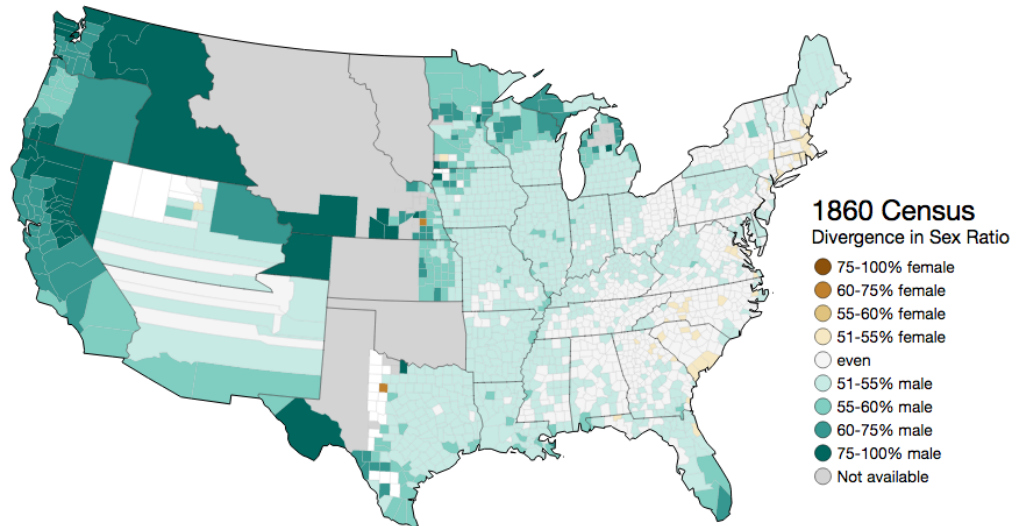 1860 Census
Divergence in Sex Ratio
75-100% female
60-75% female
55-60% female
51-55% female
even
51-55% male
55-60% male
60-75% male
75-100% male
Not available